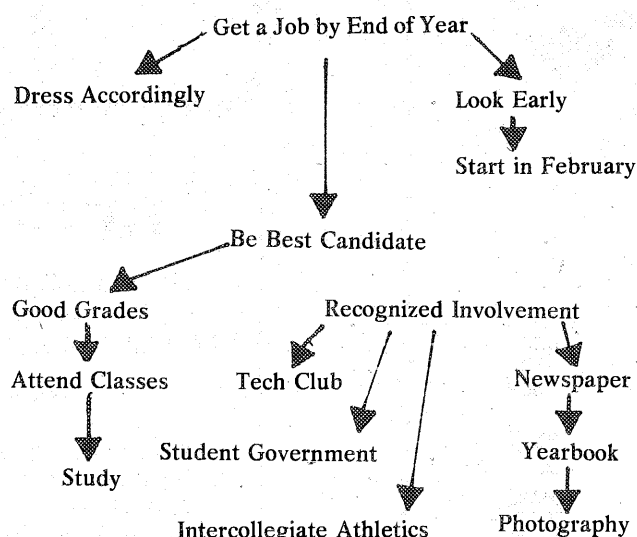 Get a Job by End of Year
Dress Accordingly
Look Early
Start in February
Be Best Candidate
Good Grades
Recognized Involvement
Attend Classes
Tech Club
Newspaper
Student Government
Yearbook
Study
Intercollegiate Athletics
Photography